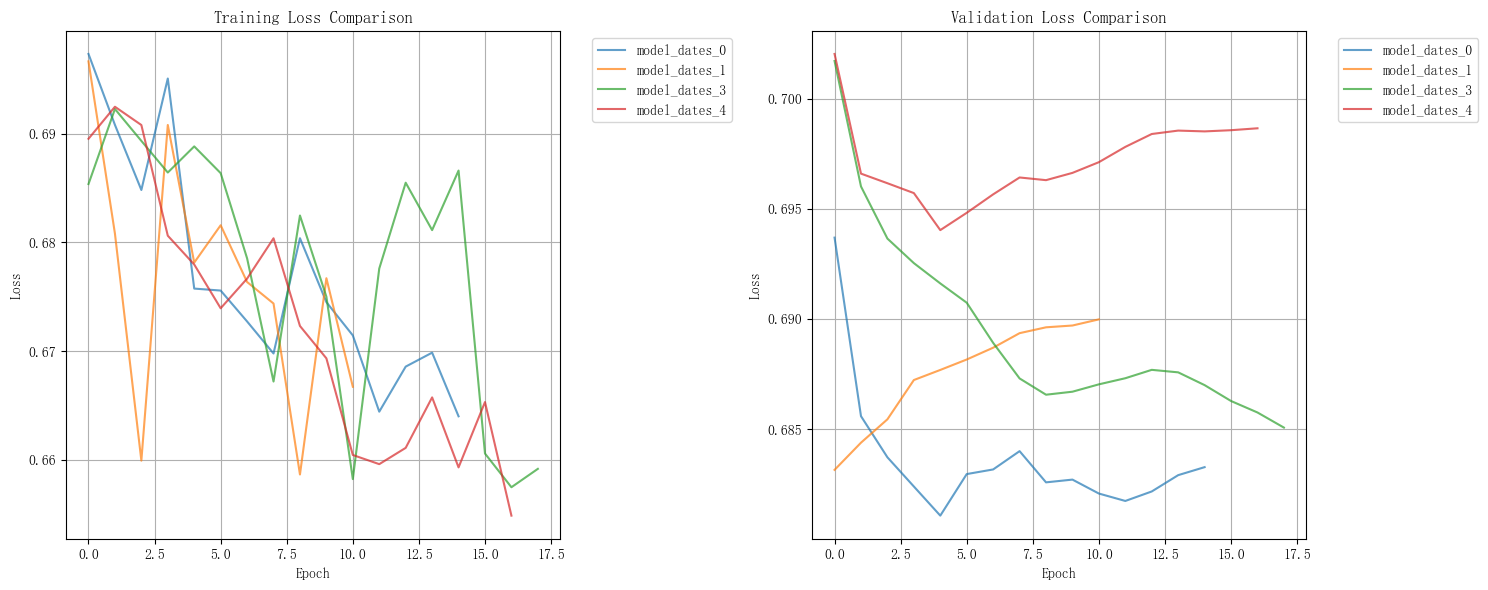 Training Loss Comparison
model_dates_0
model_dates_1
model_dates_3
model_dates_4
Loss
0.69
0.68
0.67
0.66
0.0 2.5 5.0 7.5 10.0 12.5 15.0 17.5
Epoch
Validation Loss Comparison
model_dates_0
model_dates_1
model_dates_3
model_dates_4
Loss
0.700
0.695
0.690
0.685
0.0 2.5 5.0 7.5 10.0 12.5 15.0 17.5
Epoch